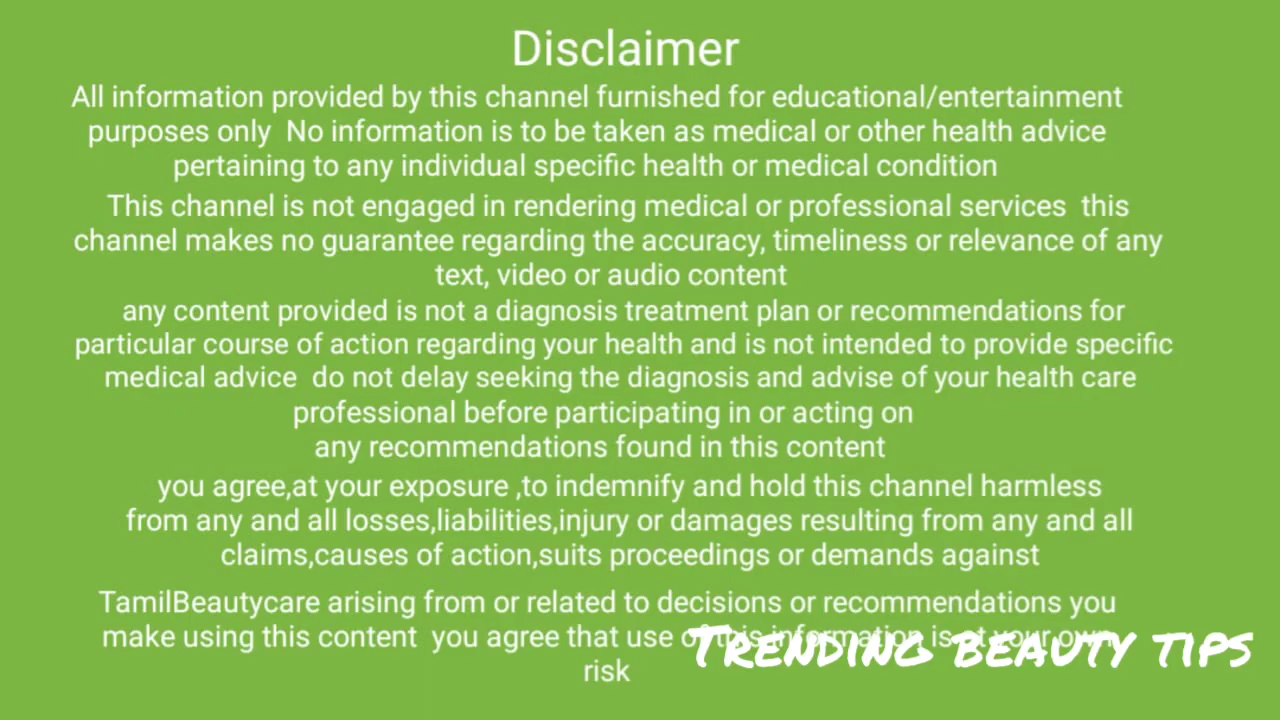 Disclaimer
All information provided by this channel furnished for educational/entertainment
purposes only  No information is to be taken as medical or other health advice
pertaining to any individual specific health or medical condition
This channel is not engaged in rendering medical or professional services  this
channel makes no guarantee regarding the accuracy, timeliness or relevance of any
text, video or audio content
any content provided is not a diagnosis treatment plan or recommendations for
particular course of action regarding your health and is not intended to provide specific
medical advice  do not delay seeking the diagnosis and advise of your health care
professional before participating in or acting on
any recommendations found in this content
you agree,at your exposure ,to indemnify and hold this channel harmless
from any and all losses,liabilities,injury or damages resulting from any and all
claims,causes of action,suits proceedings or demands against
TamilBeautycare arising from or related to decisions or recommendations you
make using this content  you agree that use of this information is at your own
risk
TRENDING BEAUTY TIPS